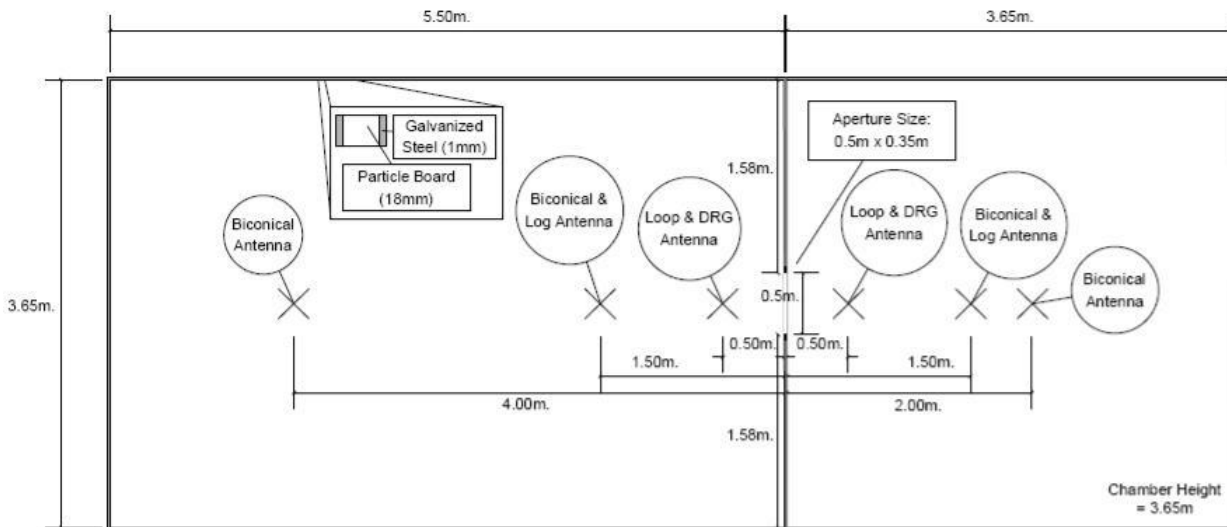 5.50m.
3.65m.
Galvanized
Steel (1mm)
Particle Board
(18mm)
Aperture Size:
0.5m x 0.35m
1.58m.
Biconical
Antenna
Biconical &
Log Antenna
Loop & DRG
Antenna
Loop & DRG
Antenna
Biconical &
Log Antenna
Biconical
Antenna
3.65m.
0.5m.
0.50m.
0.50m.
1.50m.
1.50m.
4.00m.
2.00m.
1.58m.
Chamber Height
= 3.65m